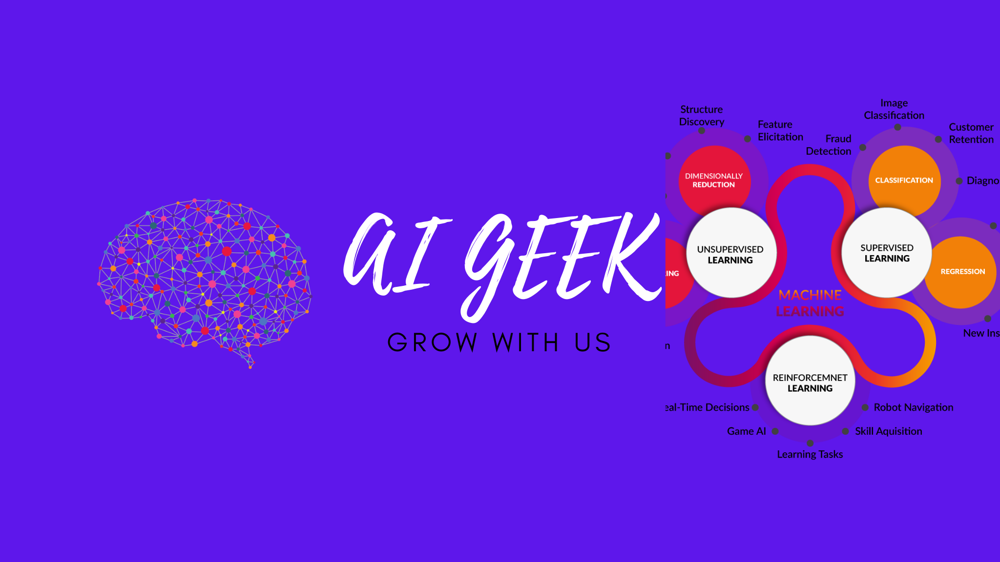 AI GEEK
GROW WITH US
Structure
Discovery
Feature
Elicitation
DIMENSIONALLY
REDUCTION
UNSUPERVISED
LEARNING
Image
Classification
Fraud
Detection
Customer
Retention
CLASSIFICATION
Diagno
SUPERVISED
LEARNING
REGRESSION
New Ins
RING
n
MACHINE
LEARNING
REINFORCEMNET
LEARNING
eal-Time Decisions
Game AI
Learning Tasks
Skill Aquisition
Robot Navigation